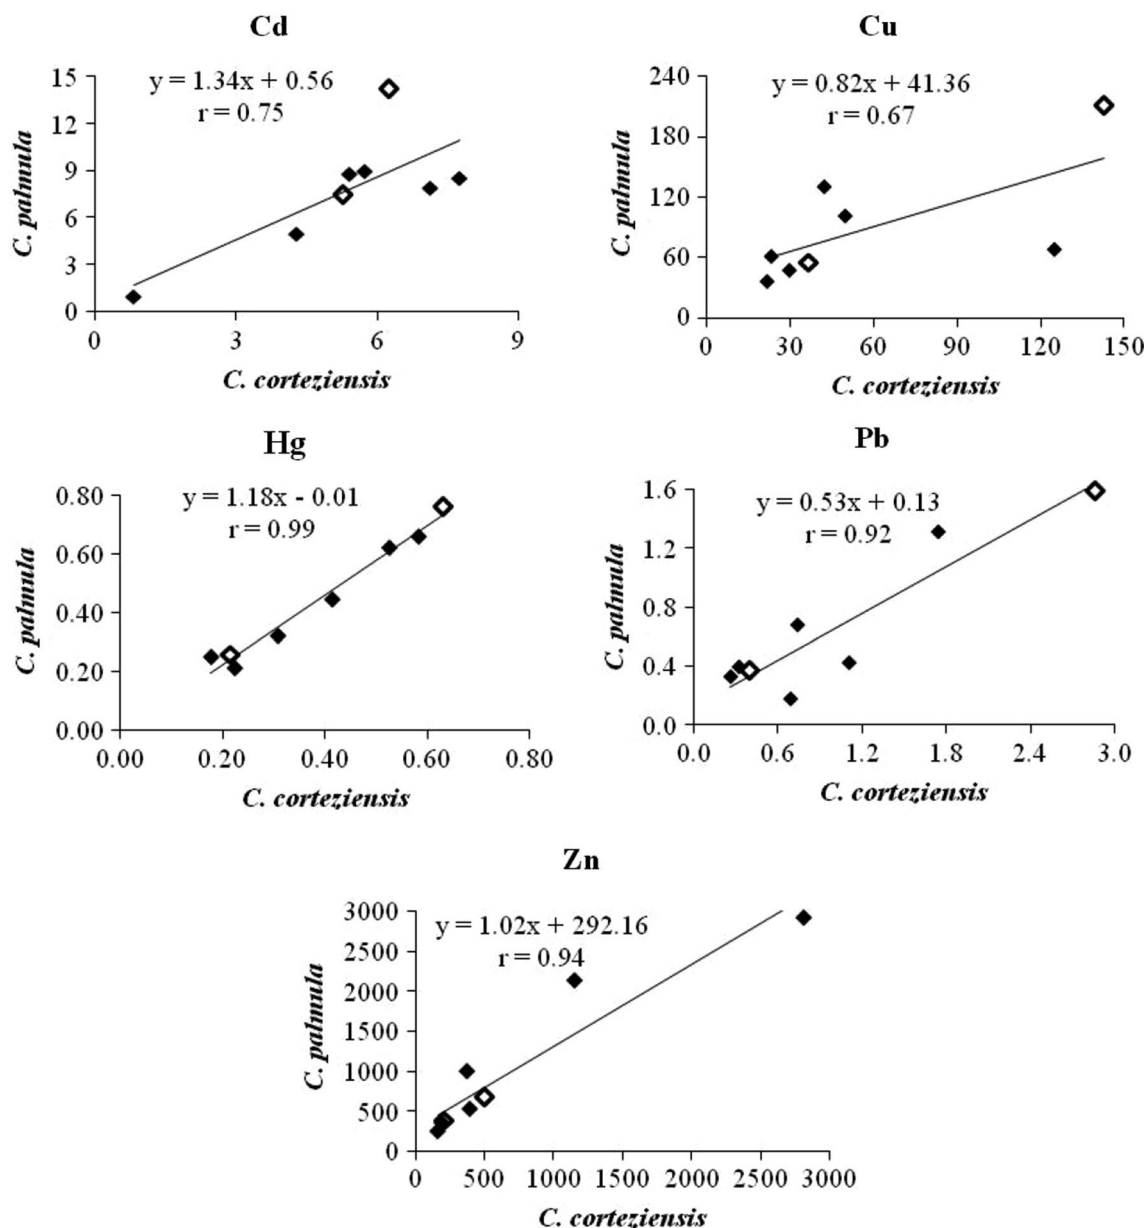 Cd
y = 1.34x + 0.56
r = 0.75
15
12
9
6
3
0
C. palmula
0 3 6 9
C. corteziensis
Cu
y = 0.82x + 41.36
r = 0.67
240
180
120
60
0
C. palmula
0 30 60 90 120 150
C. corteziensis
Hg
y = 1.18x - 0.01
r = 0.99
0.80
0.60
0.40
0.20
0.00
C. palmula
0.00 0.20 0.40 0.60 0.80
C. corteziensis
Pb
y = 0.53x + 0.13
r = 0.92
1.6
1.2
0.8
0.4
0.0
C. palmula
0.0 0.6 1.2 1.8 2.4 3.0
C. corteziensis
Zn
y = 1.02x + 292.16
r = 0.94
3000
2500
2000
1500
1000
500
0
C. palmula
0 500 1000 1500 2000 2500 3000
C. corteziensis